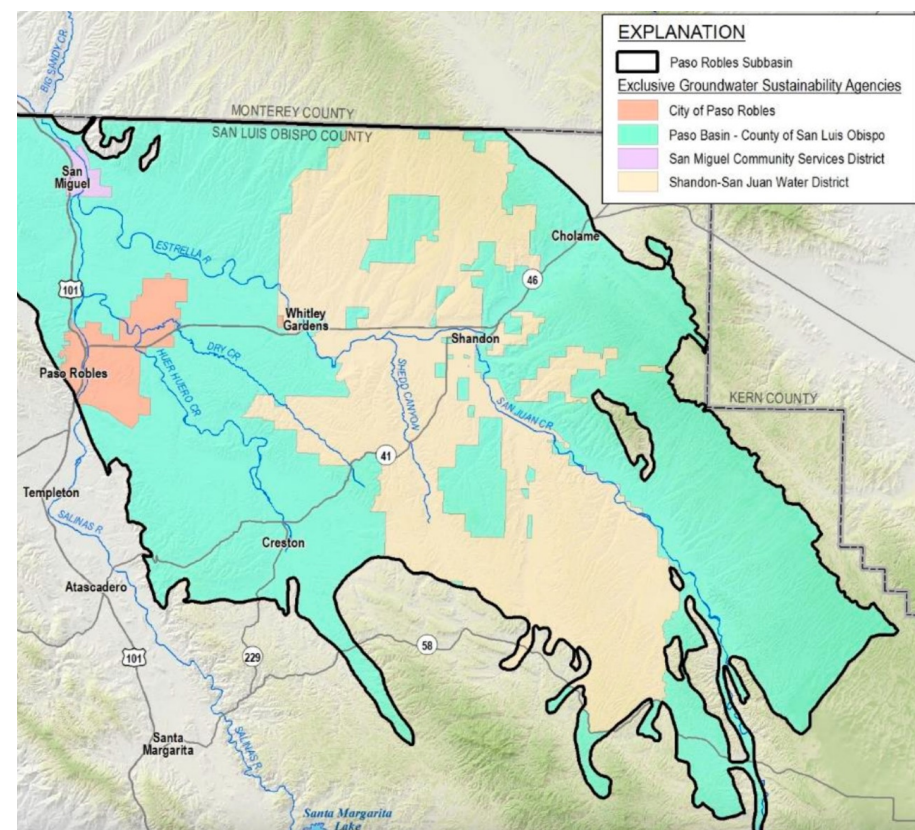 EXPLANATION
Paso Robles Subbasin
Exclusive Groundwater Sustainability Agencies
City of Paso Robles
Paso Basin - County of San Luis Obispo
San Miguel Community Services District
Shandon-San Juan Water District
BIG SANDY CR.
MONTEREY COUNTY
SAN LUIS OBISPO COUNTY
San
Miguel
ESTRELLA R.
Cholame
46
101
Whitley
Gardens
Shandon
DRY CR.
HUER HUERO CR.
SHEDD CANYON
Paso Robles
SAN JUAN CR.
KERN COUNTY
41
Templeton
SALINAS R.
Creston
Atascadero
58
101
229
Santa
Margarita
SALINAS R.
Santa Margarita
Lake